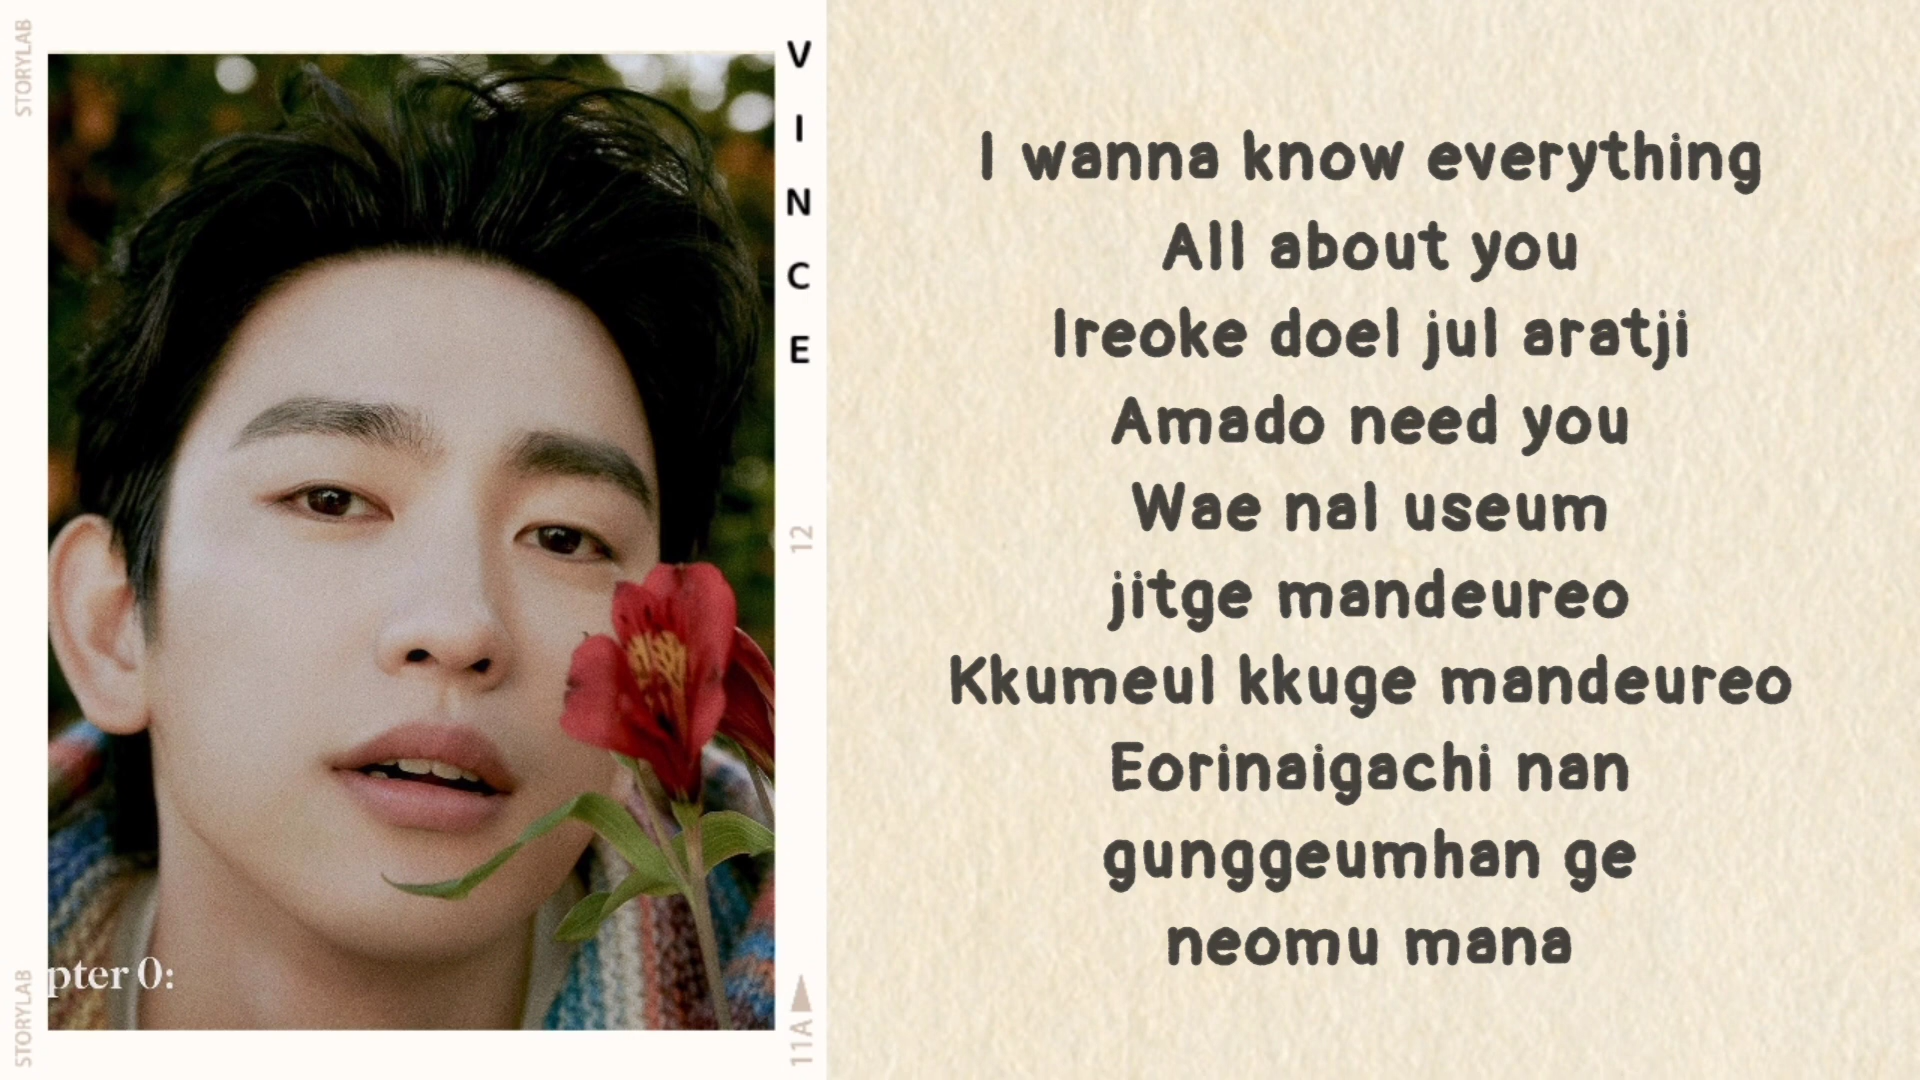 STORYLAB
VINCE
12
11A
STORYLAB
pter 0:
I wanna know everything
All about you
Ireoke doel jul aratji
Amado need you
Wae nal useum
jitge mandeureo
Kkumeul kkuge mandeureo
Eorinaigachi nan
gunggeumhan ge
neomu mana